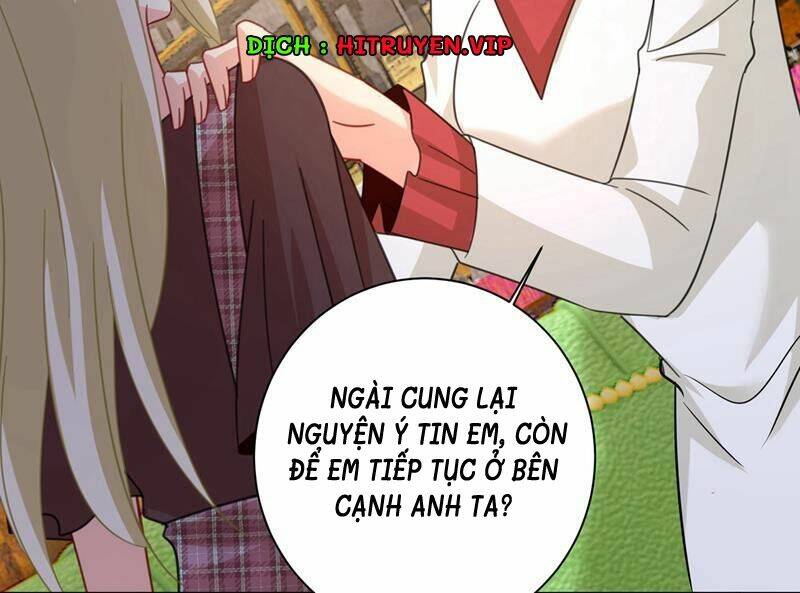 DỊCH : HITRUYEN.VIP
NGÀI CUNG LẠI
NGUYỆN Ý TIN EM, CÒN
ĐỂ EM TIẾP TỤC Ở BÊN
CẠNH ANH TA?